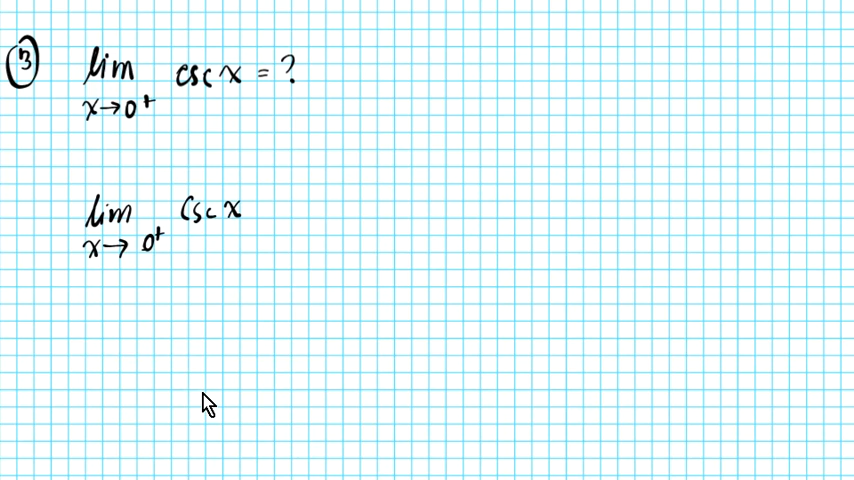 ③ lim csc x = ?
x→0⁺
lim csc x
x→ 0⁺